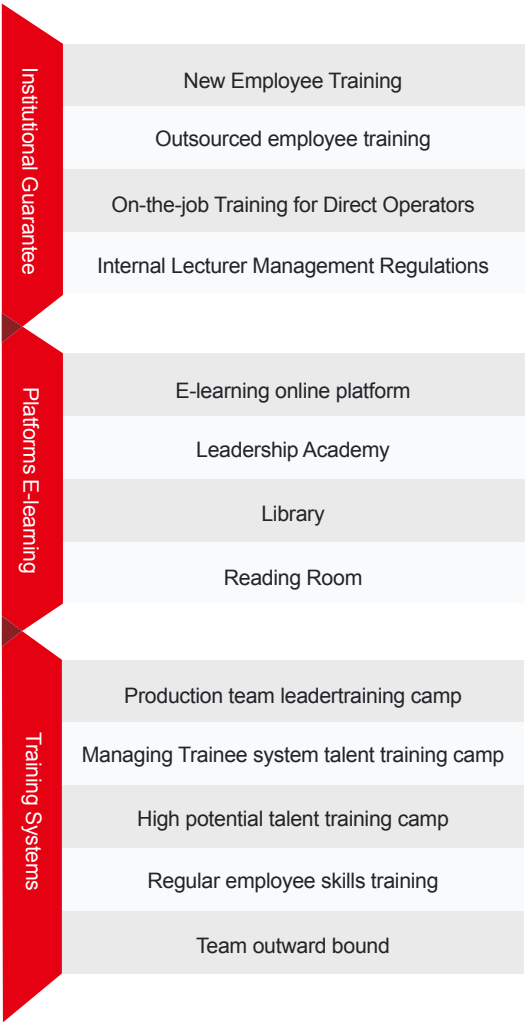 Institutional Guarantee
New Employee Training
Outsourced employee training
On-the-job Training for Direct Operators
Internal Lecturer Management Regulations
Platforms E-learning
E-learning online platform
Leadership Academy
Library
Reading Room
Training Systems
Production team leadertraining camp
Managing Trainee system talent training camp
High potential talent training camp
Regular employee skills training
Team outward bound